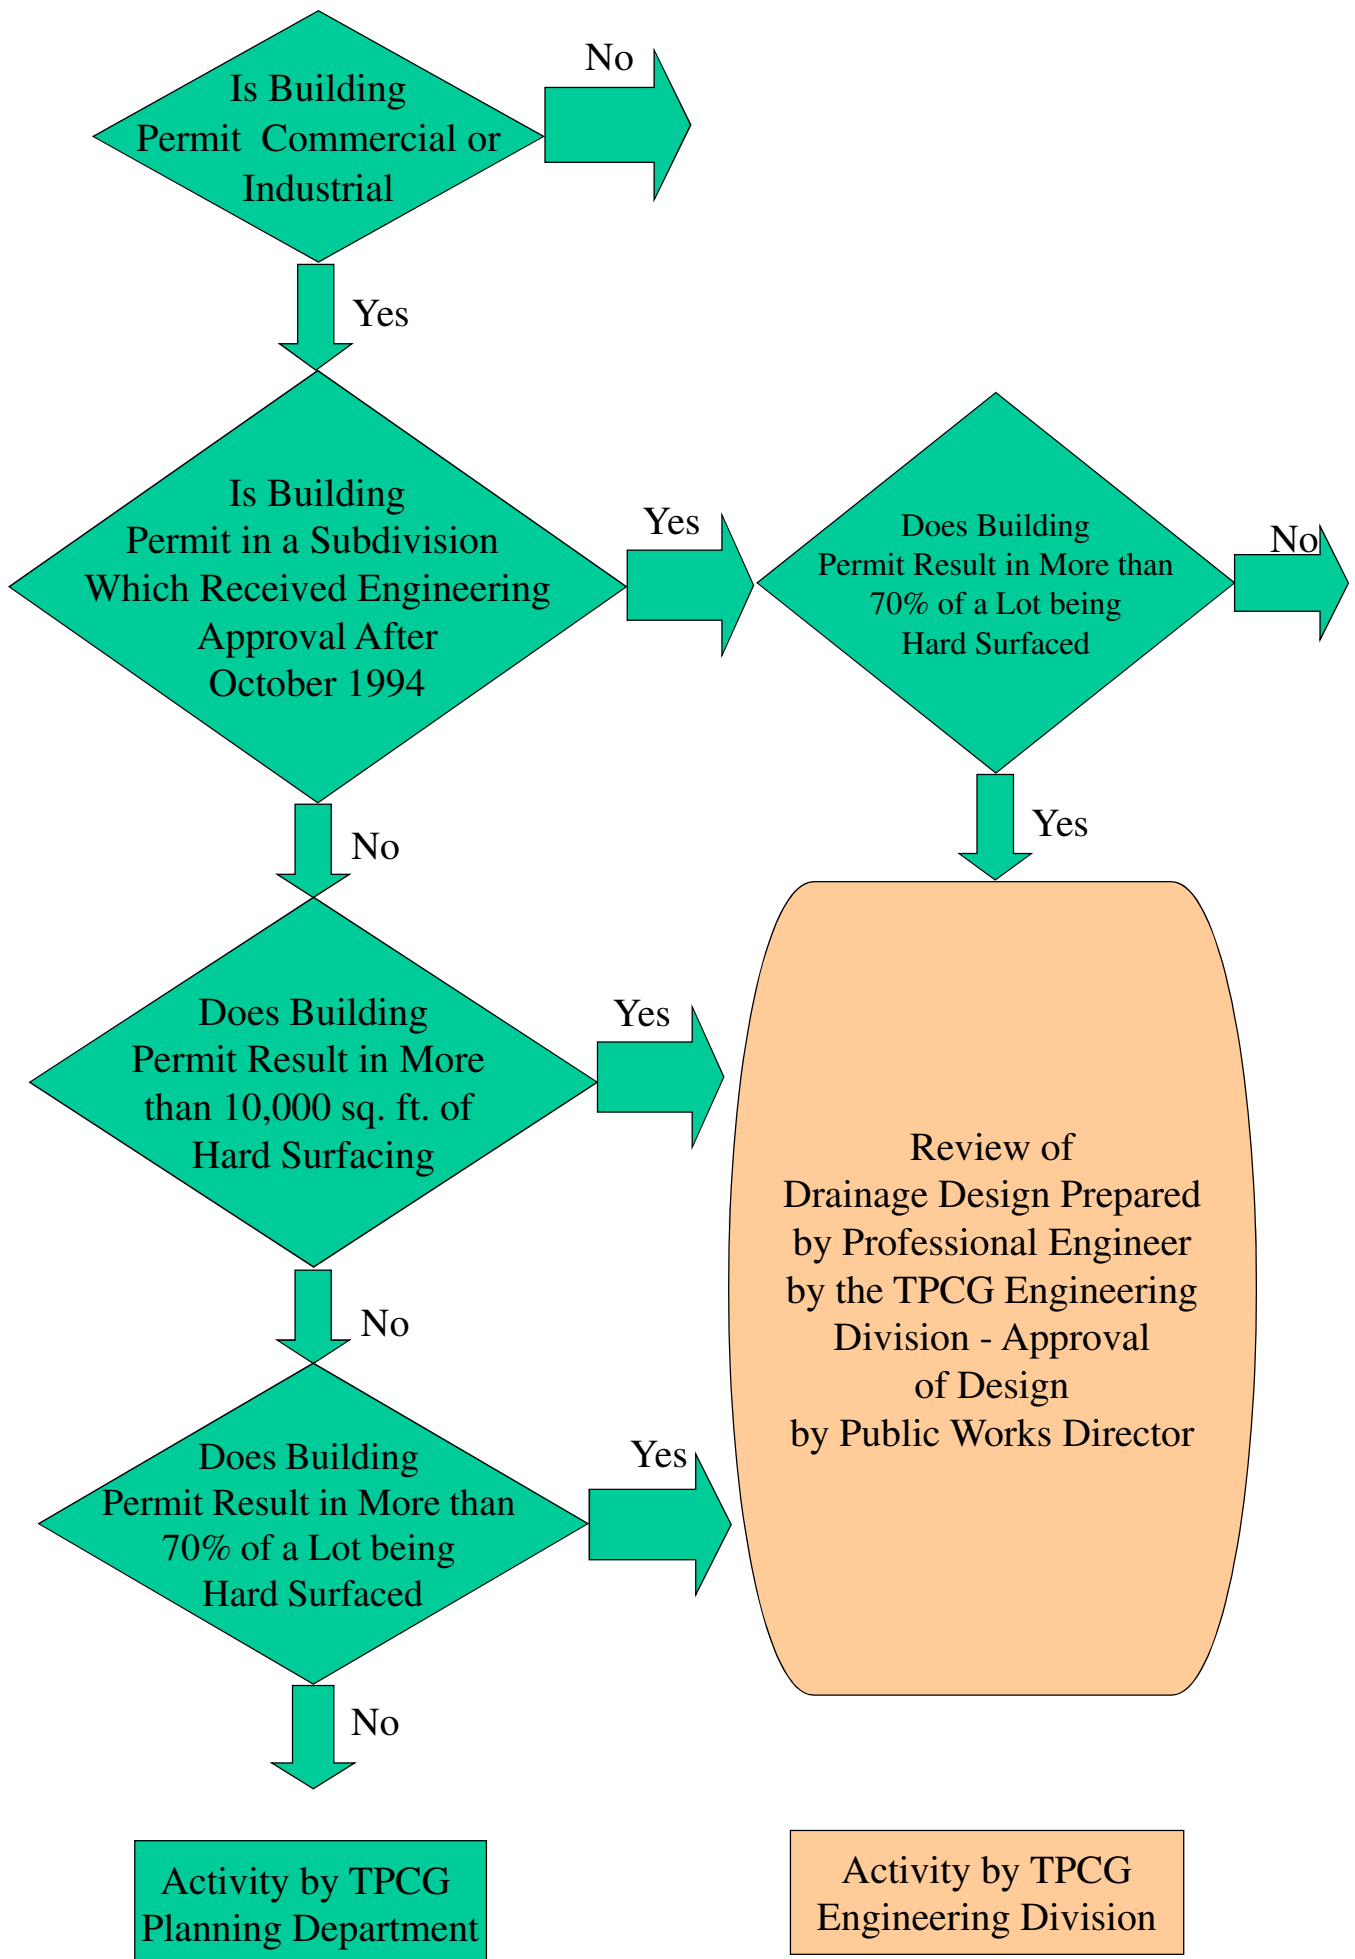 Is Building
Permit  Commercial or
Industrial
No
Yes
Is Building
Permit in a Subdivision
Which Received Engineering
Approval After
October 1994
Yes
Does Building
Permit Result in More than
70% of a Lot being
Hard Surfaced
No
No
Yes
Does Building
Permit Result in More
than 10,000 sq. ft. of
Hard Surfacing
Yes
Review of
Drainage Design Prepared
by Professional Engineer
by the TPCG Engineering
Division - Approval
of Design
by Public Works Director
No
Does Building
Permit Result in More than
70% of a Lot being
Hard Surfaced
Yes
No
Activity by TPCG
Planning Department
Activity by TPCG
Engineering Division